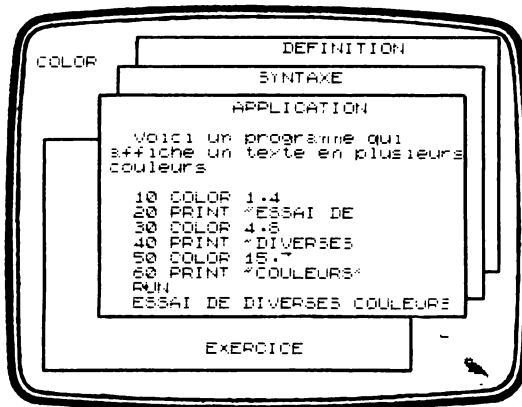 COLOR
DEFINITION
SYNTAXE
APPLICATION
Voici un programme qui
affiche un texte en plusieurs
couleurs
10 COLOR 1,4
20 PRINT "ESSAI DE
30 COLOR 4,8
40 PRINT "DIVERSES
50 COLOR 15,7
60 PRINT "COULEURS"
RUN
ESSAI DE DIVERSES COULEURS
EXERCICE